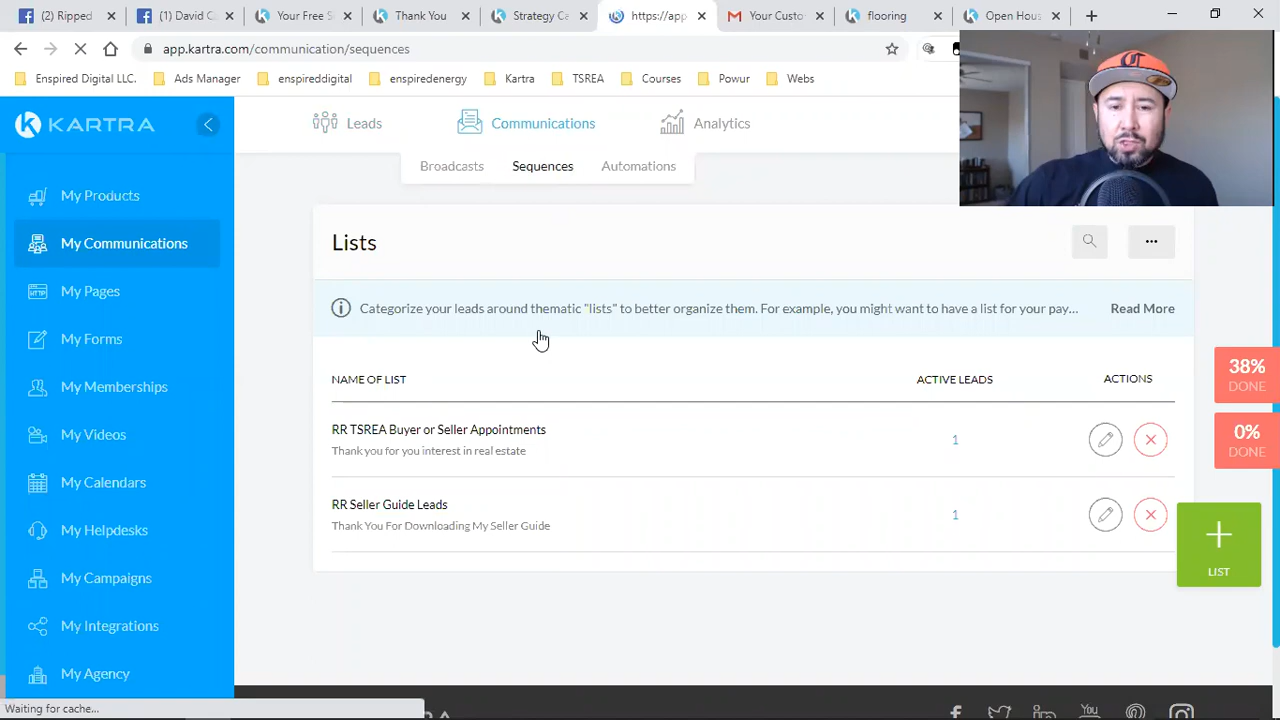 (2) Ripped
(1) David C
Your Free S
Thank You
Strategy Ca
https://app
Your Custo
flooring
Open Hous
app.kartra.com/communication/sequences
Enspired Digital LLC.
Ads Manager
enspireddigital
enspiredenergy
Kartra
TSREA
Courses
Powur
Webs
KARTRA
Leads
Communications
Analytics
Broadcasts
Sequences
Automations
My Products
My Communications
My Pages
My Forms
My Memberships
My Videos
My Calendars
My Helpdesks
My Campaigns
My Integrations
My Agency
Lists
Categorize your leads around thematic "lists" to better organize them. For example, you might want to have a list for your pay...
Read More
NAME OF LIST
ACTIVE LEADS
ACTIONS
RR TSREA Buyer or Seller Appointments
Thank you for you interest in real estate
1
RR Seller Guide Leads
Thank You For Downloading My Seller Guide
1
38%
DONE
0%
DONE
LIST
Waiting for cache...